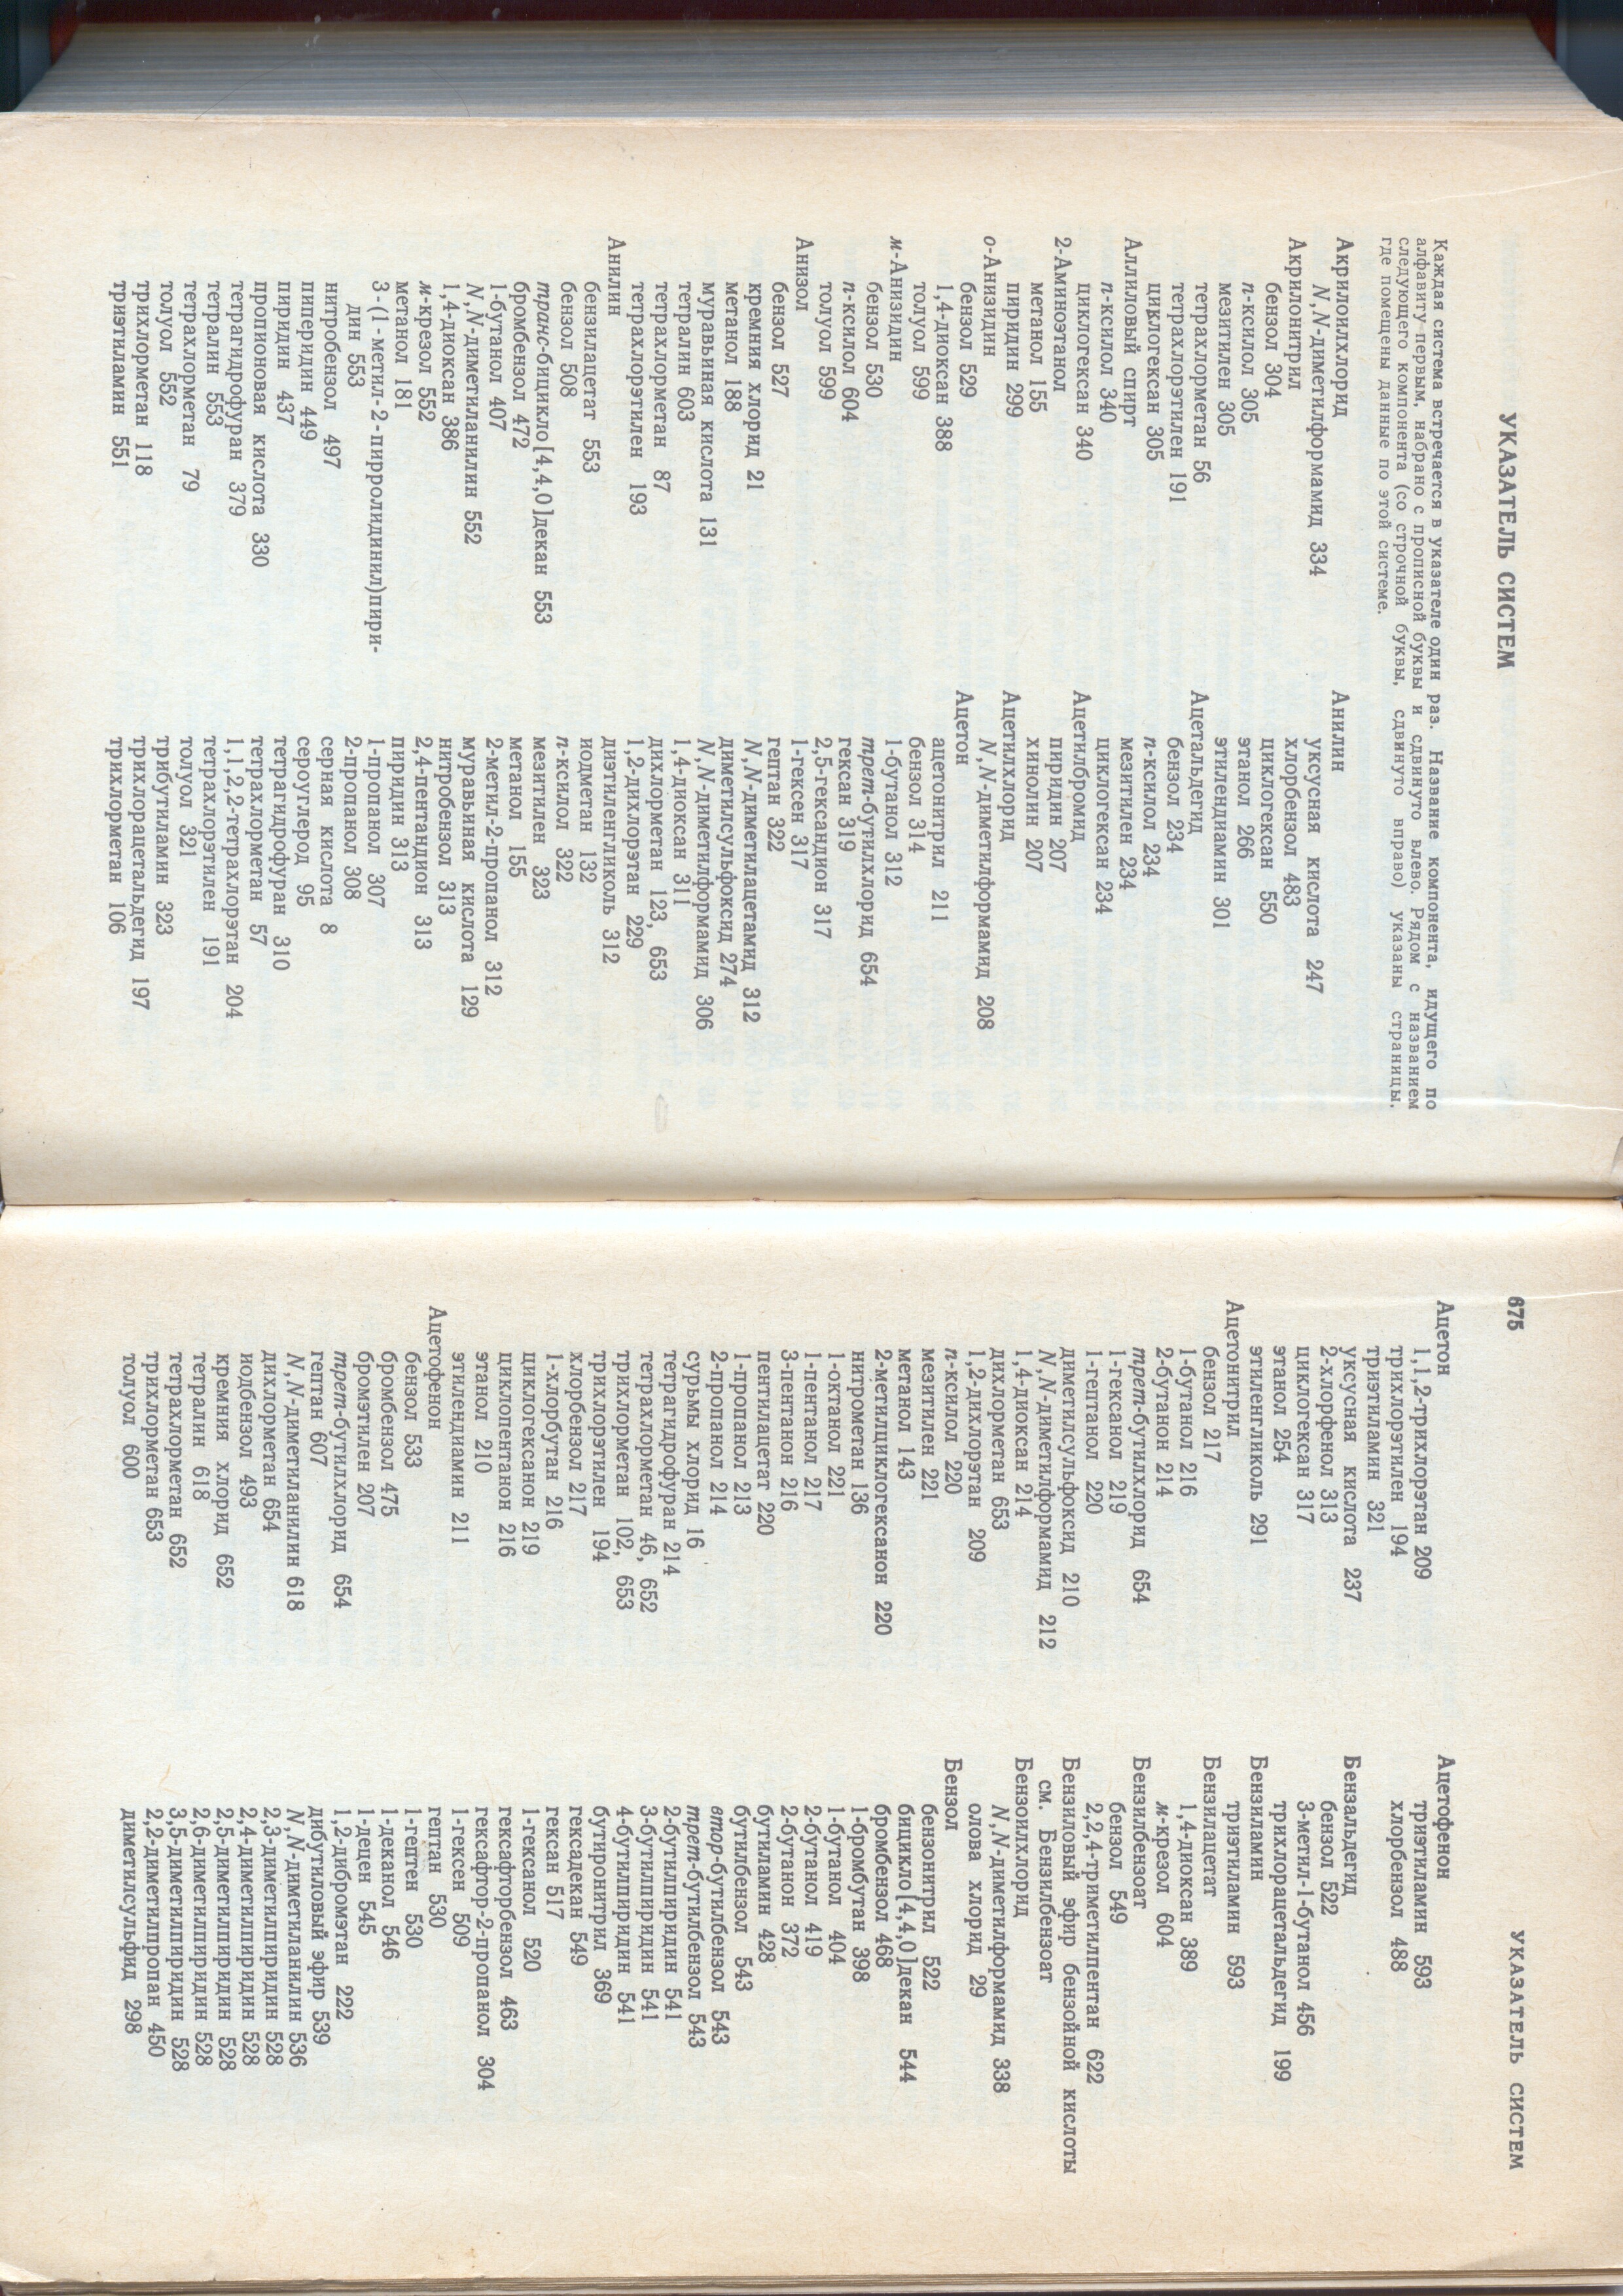 УКАЗАТЕЛЬ СИСТЕМ
Каждая система встречается в указателе один раз. Название компонента, идущего по
алфавиту первым, набрано с прописной буквы и сдвинуто влево. Рядом с названием
следующего компонента (со строчной буквы, сдвинуто вправо) указаны страницы,
где помещены данные по этой системе.
Акрилоилхлорид
N,N-диметилформамид 334
Акрилонитрил
бензол 304
п-ксилол 305
мезитилен 305
тетрахлорметан 56
тетрахлорэтилен 191
циклогексан 305
Аллиловый спирт
п-ксилол 340
циклогексан 340
2-Аминоэтанол
метанол 155
пиридин 299
о-Анизидин
бензол 529
1,4-диоксан 388
толуол 599
м-Анизидин
бензол 530
п-ксилол 604
толуол 599
Анизол
бензол 527
кремния хлорид 21
метанол 188
муравьиная кислота 131
тетралин 603
тетрахлорметан 87
тетрахлорэтилен 193
Анилин
бензилацетат 553
бензол 508
транс-бицикло[4,4,0]декан 553
бромбензол 472
1-бутанол 407
N,N-диметиланилин 552
1,4-диоксан 386
м-крезол 552
метанол 181
3-(1-метил-2-пирролидинил)пири-
дин 553
нитробензол 497
пиперидин 449
пиридин 437
пропионовая кислота 330
тетрагидрофуран 379
тетралин 553
тетрахлорметан 79
толуол 552
трихлорметан 118
триэтиламин 551
Анилин
уксусная кислота 247
хлорбензол 483
циклогексан 550
этанол 266
этилендиамин 301
Ацетальдегид
бензол 234
п-ксилол 234
мезитилен 234
циклогексан 234
Ацетилбромид
пиридин 207
хинолин 207
Ацетилхлорид
N,N-диметилформамид 208
Ацетон
ацетонитрил 211
бензол 314
1-бутанол 312
трет-бутилхлорид 654
гексан 319
2,5-гександион 317
1-гексен 317
гептан 322
N,N-диметилацетамид 312
диметилсульфоксид 274
N,N-диметилформамид 306
1,4-диоксан 311
дихлорметан 123, 653
1,2-дихлорэтан 229
диэтиленгликоль 312
иодметан 132
п-ксилол 322
мезитилен 323
метанол 155
2-метил-2-пропанол 312
муравьиная кислота 129
нитробензол 313
2,4-пентандион 313
пиридин 313
1-пропанол 307
2-пропанол 308
серная кислота 8
сероуглерод 95
тетрагидрофуран 310
тетрахлорметан 57
1,1,2,2-тетрахлорэтан 204
тетрахлорэтилен 191
толуол 321
трибутиламин 323
трихлорацетальдегид 197
трихлорметан 106
675
УКАЗАТЕЛЬ СИСТЕМ
Ацетон
1,1,2-трихлорэтан 209
трихлорэтилен 194
триэтиламин 321
уксусная кислота 237
2-хлорфенол 313
циклогексан 317
этанол 254
этиленгликоль 291
Ацетонитрил
бензол 217
1-бутанол 216
2-бутанон 214
трет-бутилхлорид 654
1-гексанол 219
1-гептанол 220
диметилсульфоксид 210
N,N-диметилформамид 212
1,4-диоксан 214
дихлорметан 653
1,2-дихлорэтан 209
п-ксилол 220
мезитилен 221
метанол 143
2-метилциклогексанон 220
нитрометан 136
1-октанол 221
1-пентанол 217
3-пентанон 216
пентилацетат 220
1-пропанол 213
2-пропанол 214
сурьмы хлорид 16
тетрагидрофуран 214
тетрахлорметан 46, 652
трихлорметан 102, 653
трихлорэтилен 194
хлорбензол 217
1-хлорбутан 216
циклогексанон 219
циклопентанон 216
этанол 210
этилендиамин 211
Ацетофенон
бензол 533
бромбензол 475
бромэтилен 207
трет-бутилхлорид 654
гептан 607
N,N-диметиланилин 618
дихлорметан 654
иодбензол 493
кремния хлорид 652
тетралин 618
тетрахлорметан 652
трихлорметан 653
толуол 600
Ацетофенон
триэтиламин 593
хлорбензол 488
Бензальдегид
бензол 522
3-метил-1-бутанол 456
трихлорацетальдегид 199
Бензиламин
триэтиламин 593
Бензилацетат
1,4-диоксан 389
м-крезол 604
Бензилбензоат
бензол 549
2,2,4-триметилпентан 622
Бензиловый эфир бензойной кислоты
см. Бензилбензоат
Бензоилхлорид
N,N-диметилформамид 338
олова хлорид 29
Бензол
бензонитрил 522
бицикло[4,4,0]декан 544
бромбензол 468
1-бромбутан 398
1-бутанол 404
2-бутанол 419
2-бутанон 372
бутиламин 428
бутилбензол 543
втор-бутилбензол 543
трет-бутилбензол 543
2-бутилпиридин 541
3-бутилпиридин 541
4-бутилпиридин 541
бутиронитрил 369
гексадекан 549
гексан 517
1-гексанол 520
гексафторбензол 463
гексафтор-2-пропанол 304
1-гексен 509
гептан 530
1-гептен 530
1-деканол 546
1-децен 545
1,2-дибромэтан 222
дибутиловый эфир 539
N,N-диметиланилин 536
2,3-диметилпиридин 528
2,4-диметилпиридин 528
2,5-диметилпиридин 528
2,6-диметилпиридин 528
3,5-диметилпиридин 528
2,2-диметилпропан 450
диметилсульфид 298